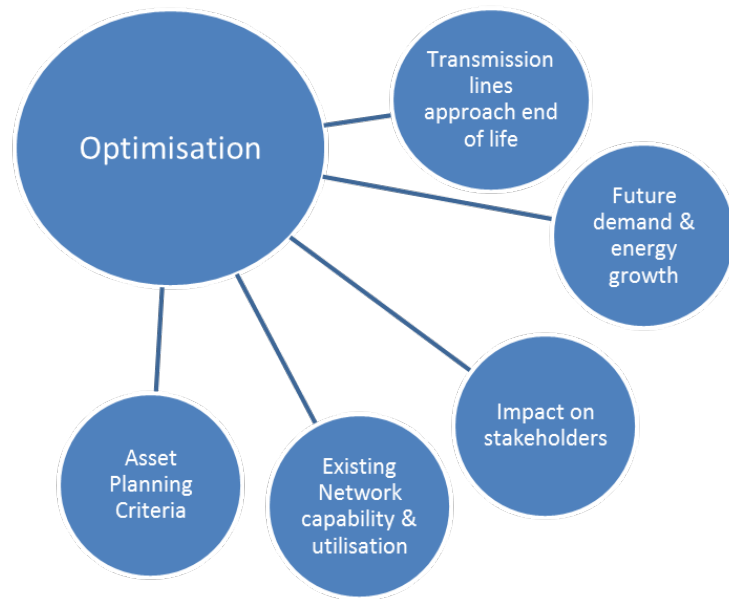 Optimisation
Transmission
lines
approach end
of life
Future
demand &
energy
growth
Impact on
stakeholders
Existing
Network
capability &
utilisation
Asset
Planning
Criteria